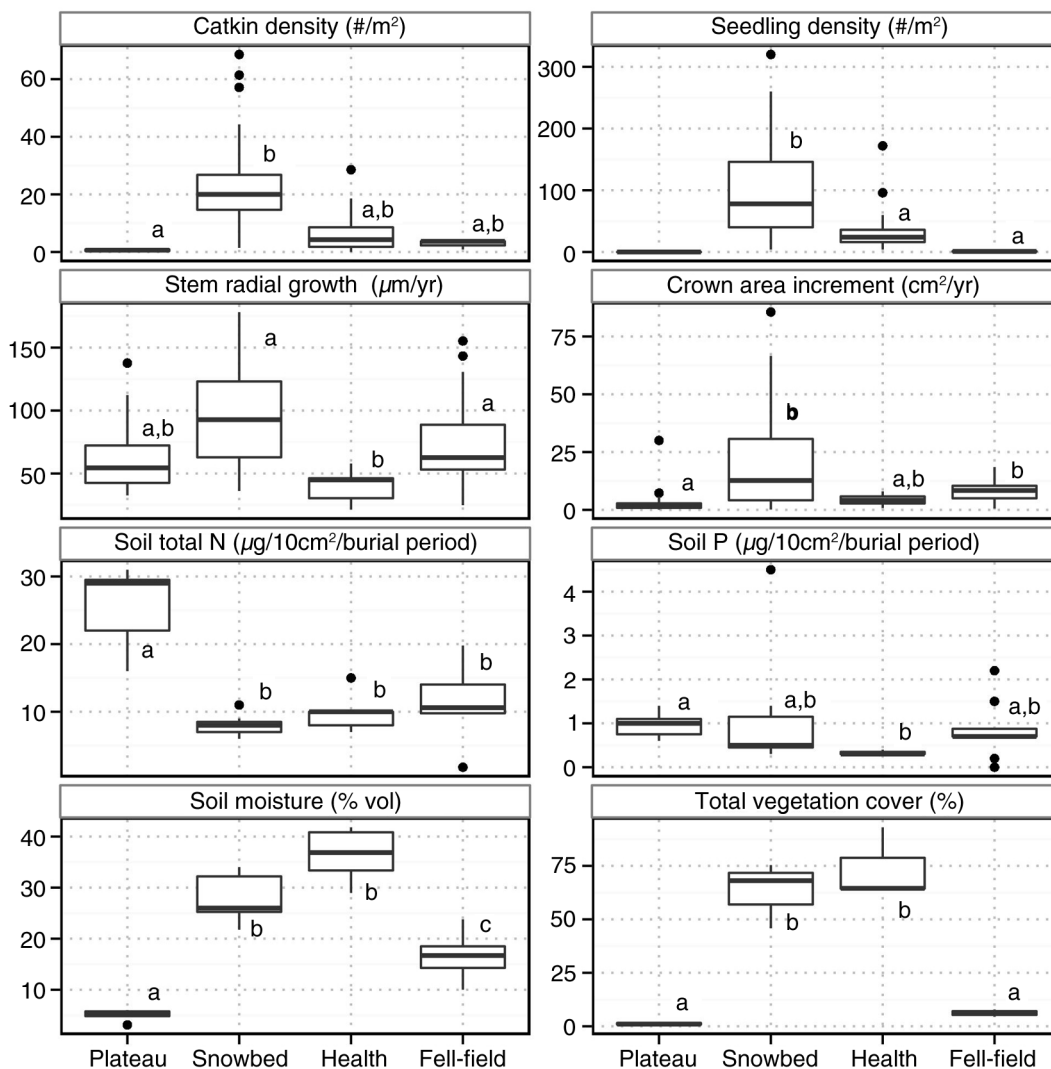 Catkin density (#/m²)
Seedling density (#/m²)
60
40
20
0
a
b
a,b
a,b
300
200
100
0
b
a
a
Stem radial growth (µm/yr)
Crown area increment (cm²/yr)
150
100
50
a,b
a
b
a
75
50
25
0
a
b
a,b
b
Soil total N (µg/10cm²/burial period)
Soil P (µg/10cm²/burial period)
30
20
10
a
b
b
b
4
3
2
1
0
a
a,b
b
a,b
Soil moisture (% vol)
Total vegetation cover (%)
40
30
20
10
a
b
b
c
75
50
25
0
a
b
b
a
Plateau Snowbed Health Fell-field
Plateau Snowbed Health Fell-field